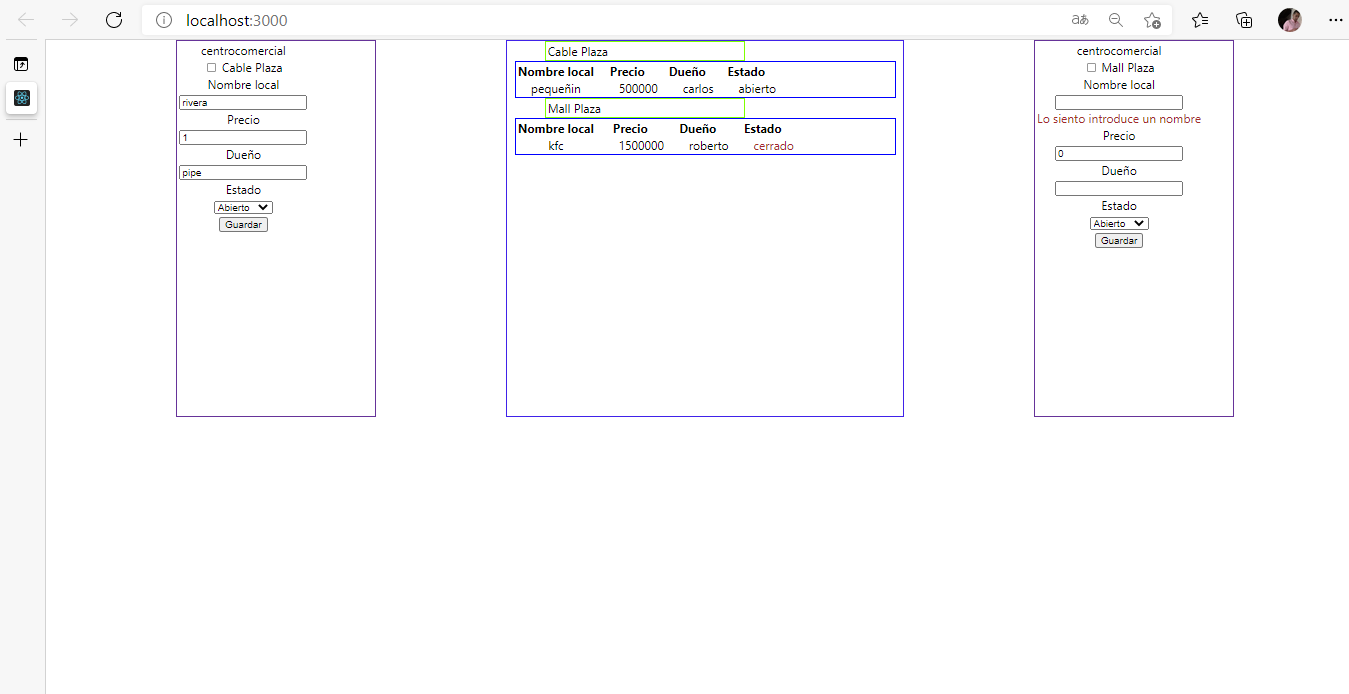 localhost:3000
centrocomercial
Cable Plaza
Nombre local
rivera
Precio
1
Dueño
pipe
Estado
Abierto
Guardar
Cable Plaza
Nombre local Precio Dueño Estado
pequeñin 500000 carlos abierto
Mall Plaza
Nombre local Precio Dueño Estado
kfc 1500000 roberto cerrado
centrocomercial
Mall Plaza
Nombre local
Lo siento introduce un nombre
Precio
0
Dueño
Estado
Abierto
Guardar